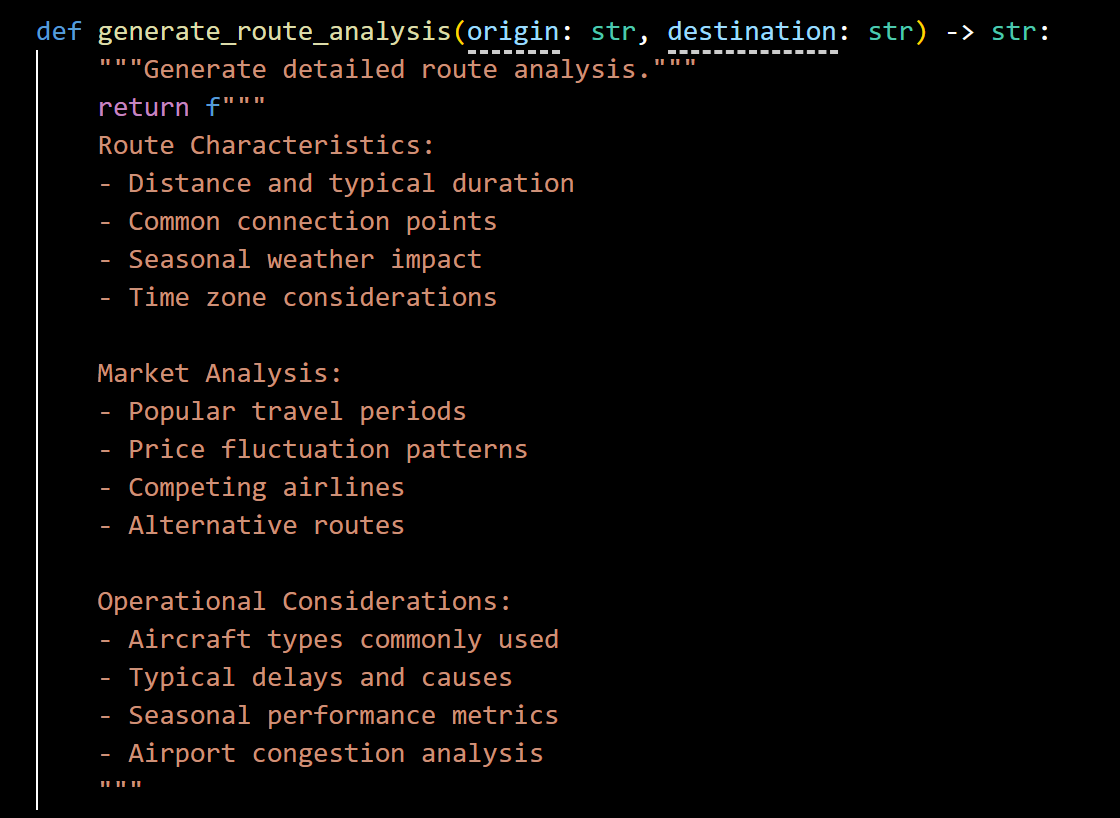 def generate_route_analysis(origin: str, destination: str) -> str:
    """Generate detailed route analysis."""
    return f"""
    Route Characteristics:
    - Distance and typical duration
    - Common connection points
    - Seasonal weather impact
    - Time zone considerations

    Market Analysis:
    - Popular travel periods
    - Price fluctuation patterns
    - Competing airlines
    - Alternative routes

    Operational Considerations:
    - Aircraft types commonly used
    - Typical delays and causes
    - Seasonal performance metrics
    - Airport congestion analysis
    """